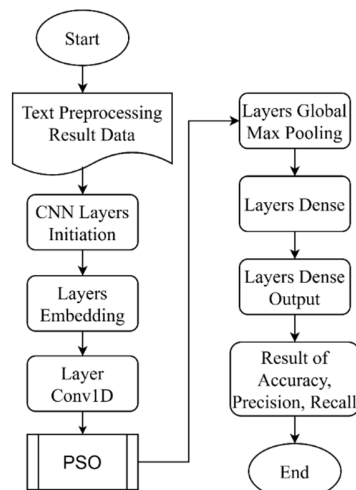 Start
Text Preprocessing
Result Data
CNN Layers
Initiation
Layers
Embedding
Layer
Conv1D
PSO
Layers Global
Max Pooling
Layers Dense
Layers Dense
Output
Result of
Accuracy,
Precision, Recall
End